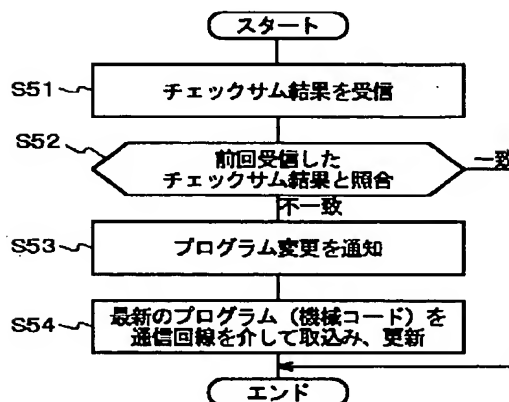 スタート
S51
チェックサム結果を受信
S52
前回受信した
チェックサム結果と照合
一致
不一致
S53
プログラム変更を通知
S54
最新のプログラム（機械コード）を
通信回線を介して取込み、更新
エンド